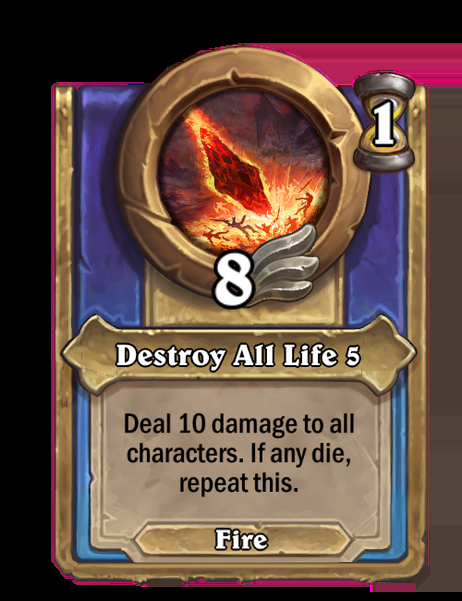 1
8
Destroy All Life 5
Deal 10 damage to all
characters. If any die,
repeat this.
Fire